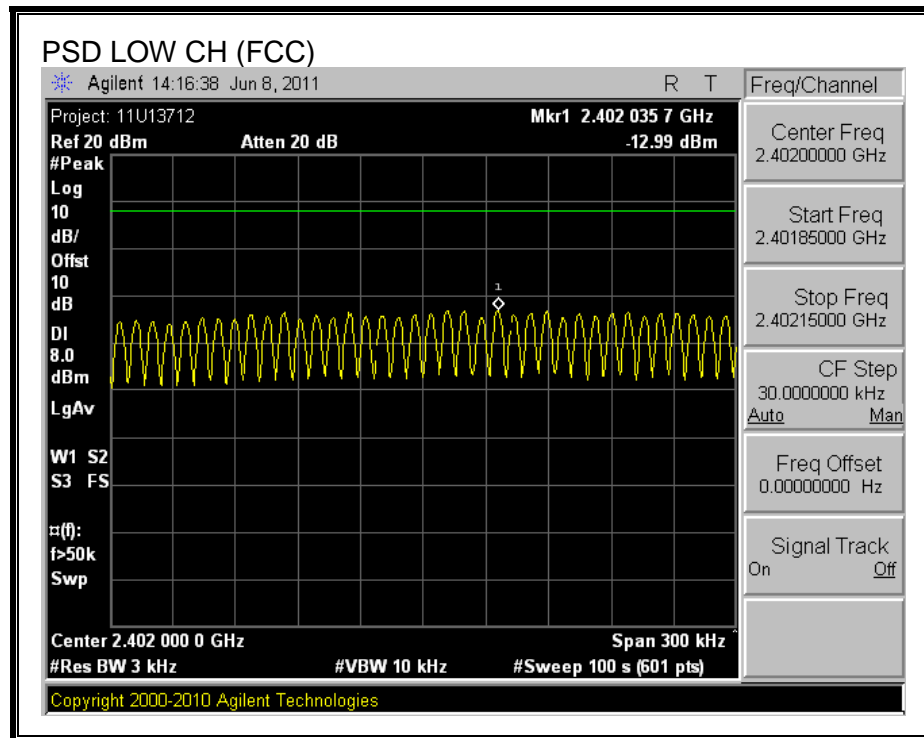 PSD LOW CH (FCC)
Agilent 14:16:38 Jun 8, 2011 R T
Project: 11U13712 Mkr1 2.402 035 7 GHz
Ref 20 dBm Atten 20 dB -12.99 dBm
#Peak
Log
10
dB/
Offst
10
dB
DI
8.0
dBm
LgAv
W1 S2
S3 FS
¤(f):
f>50k
Swp
1
Center 2.402 000 0 GHz Span 300 kHz ^
#Res BW 3 kHz #VBW 10 kHz #Sweep 100 s (601 pts)
Copyright 2000-2010 Agilent Technologies
Freq/Channel
Center Freq
2.40200000 GHz
Start Freq
2.40185000 GHz
Stop Freq
2.40215000 GHz
CF Step
30.0000000 kHz
Auto Man
Freq Offset
0.00000000 Hz
Signal Track
On Off